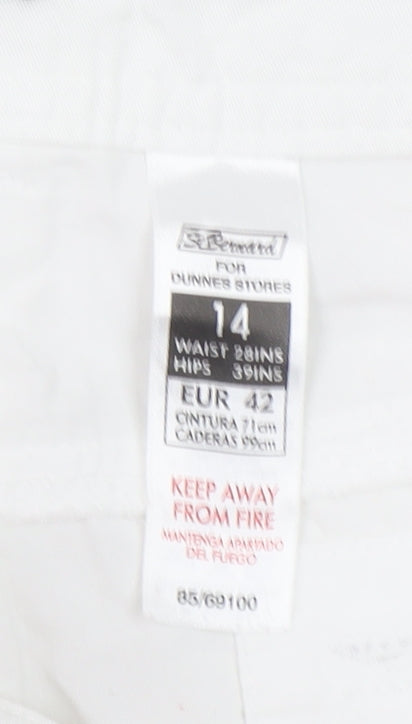 St Bernard
FOR
DUNNES STORES
14
WAIST 28INS
HIPS 39INS
EUR 42
CINTURA 71cm
CADERAS 99cm
KEEP AWAY
FROM FIRE
MANTENGA APARTADO
DEL FUEGO
85/69100